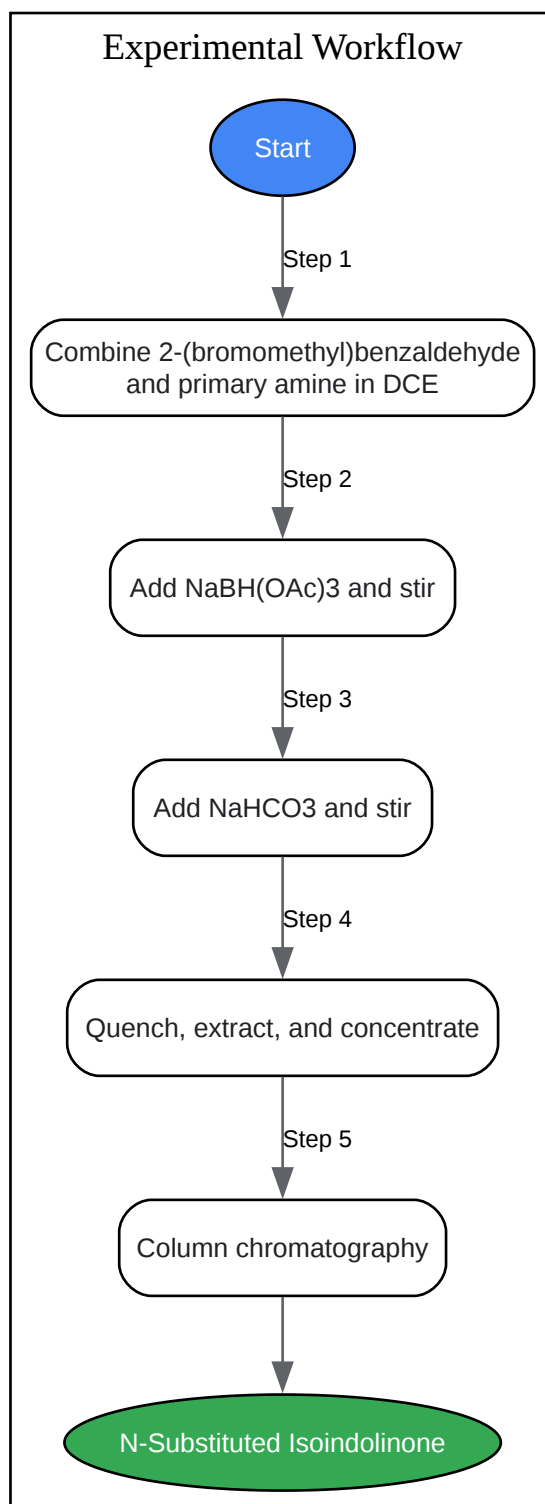 Experimental Workflow
Start
Step 1
Combine 2-(bromomethyl)benzaldehyde
and primary amine in DCE
Step 2
Add NaBH(OAc)3 and stir
Step 3
Add NaHCO3 and stir
Step 4
Quench, extract, and concentrate
Step 5
Column chromatography
N-Substituted Isoindolinone